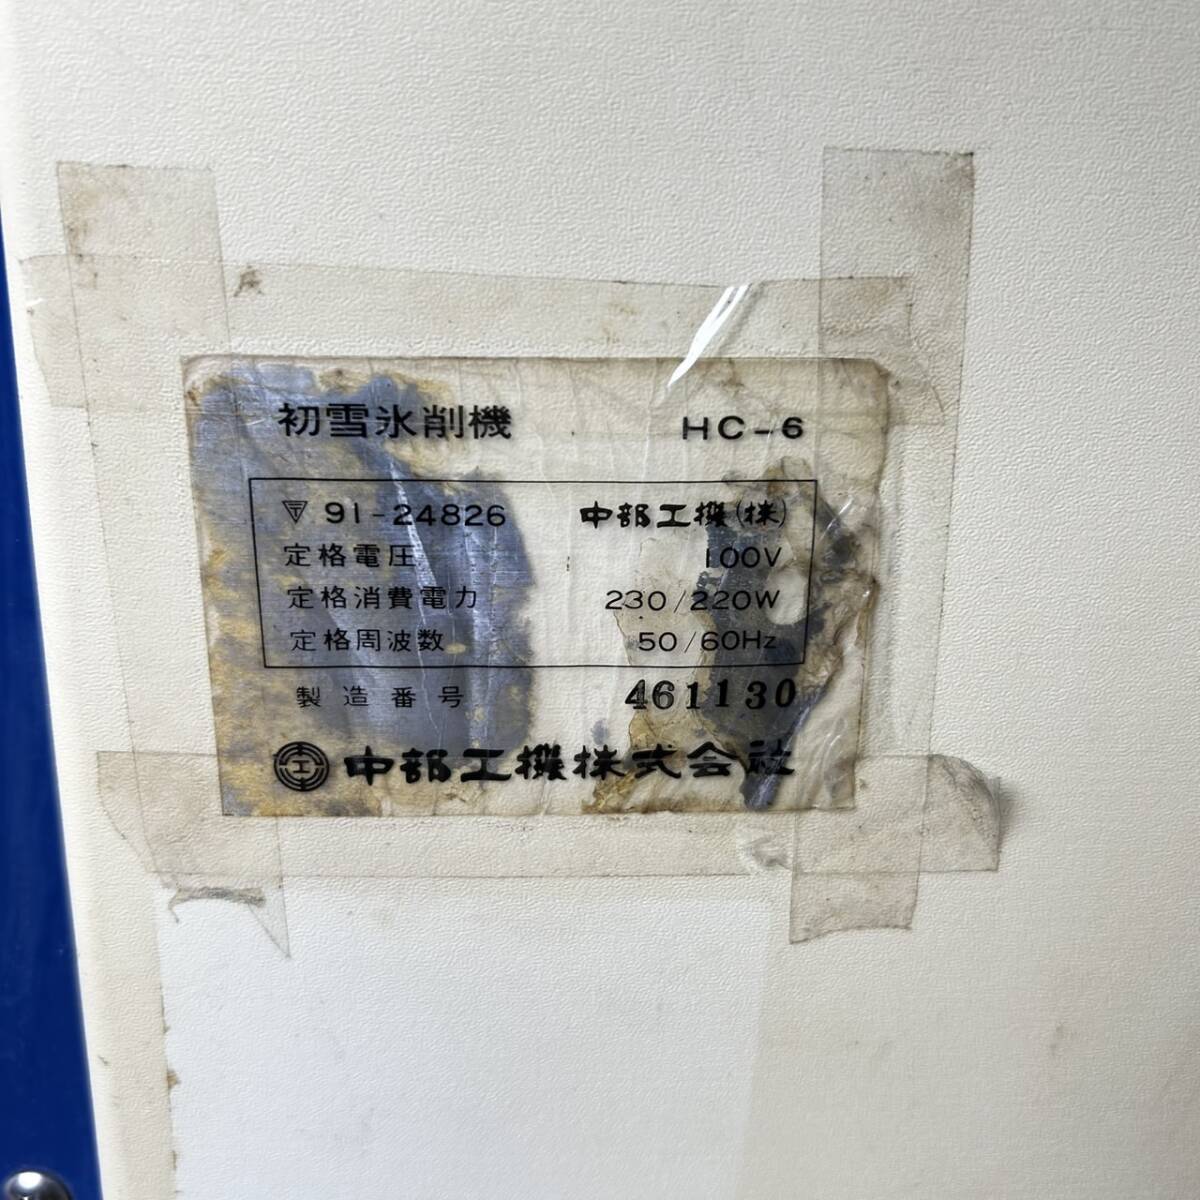 初雪氷削機 HC-6
〒 91-24826 中部工機(株)
定格電圧 100V
定格消費電力 230/220W
定格周波数 50/60Hz
製造番号 461130
工 中部工機株式会社